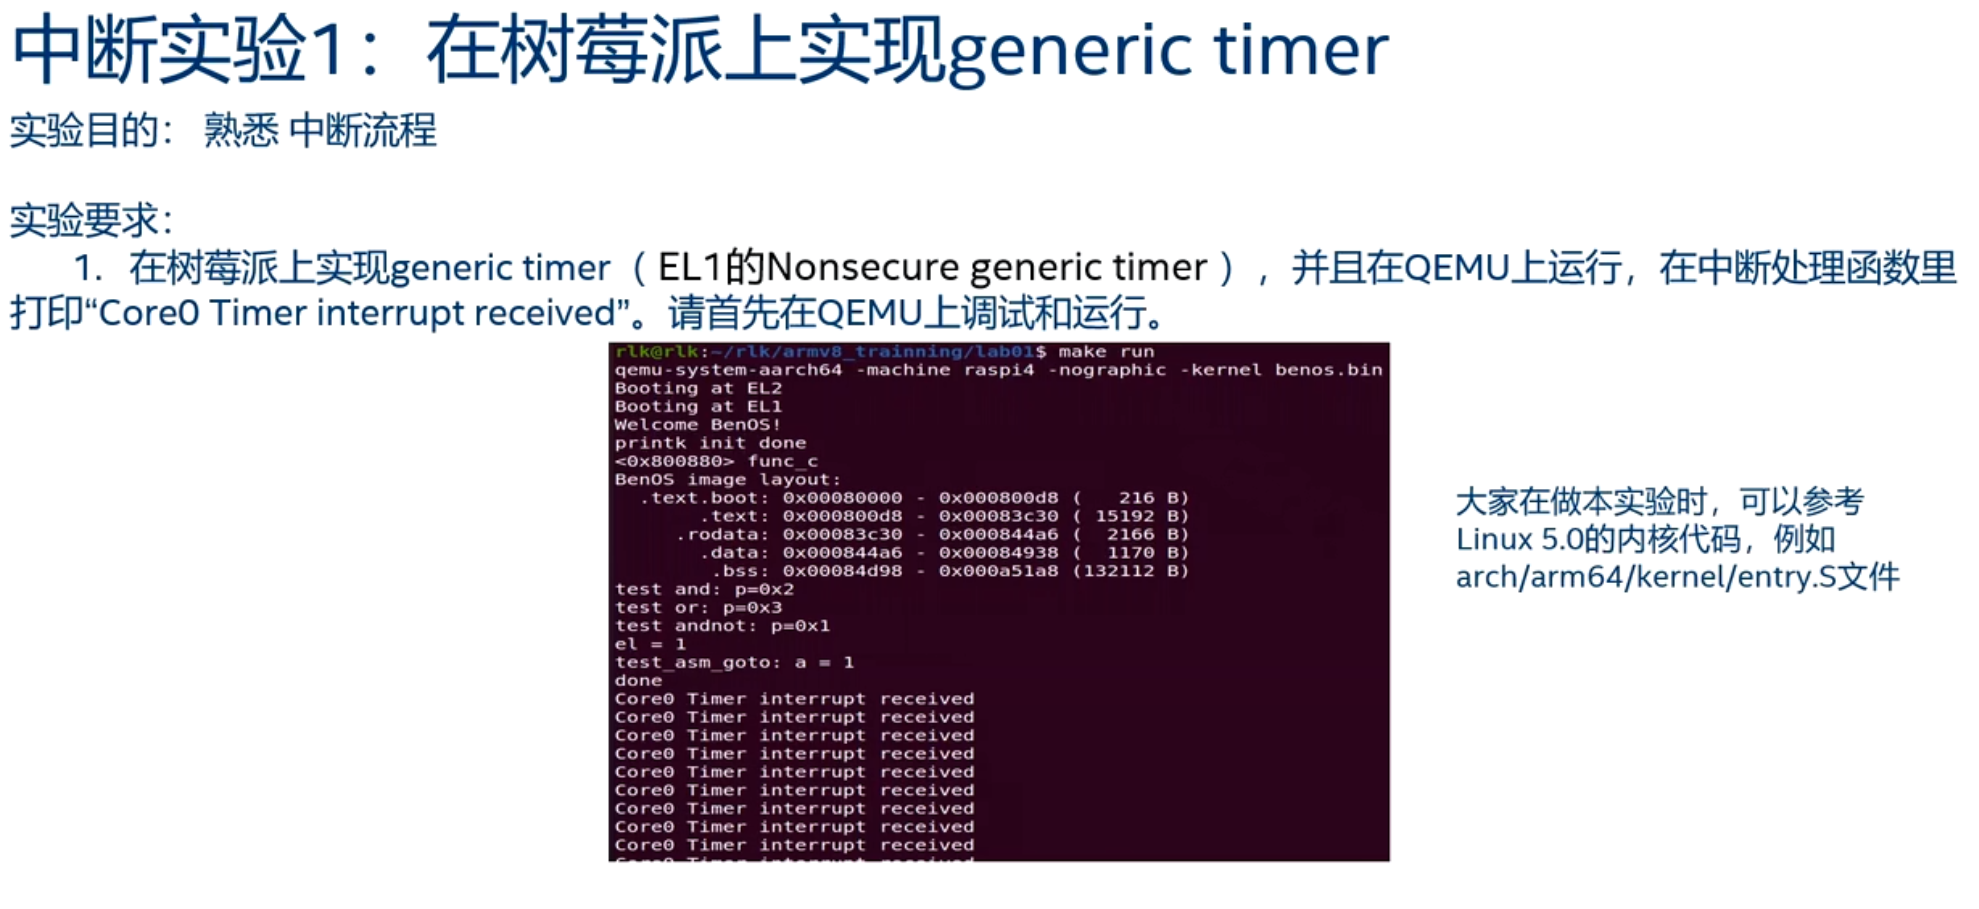 中断实验1：在树莓派上实现generic timer
实验目的： 熟悉 中断流程
实验要求：
1. 在树莓派上实现generic timer（EL1的Nonsecure generic timer），并且在QEMU上运行，在中断处理函数里
打印“Core0 Timer interrupt received”。请首先在QEMU上调试和运行。
rlk@rlk:~/rlk/armv8_trainning/lab01$ make run
qemu-system-aarch64 -machine raspi4 -nographic -kernel benos.bin
Booting at EL2
Booting at EL1
Welcome BenOS!
printk init done
<0x800880> func_c
BenOS image layout:
.text.boot: 0x00080000 - 0x000800d8 (   216 B)
.text: 0x000800d8 - 0x00083c30 ( 15192 B)
.rodata: 0x00083c30 - 0x000844a6 (  2166 B)
.data: 0x000844a6 - 0x00084938 (  1170 B)
.bss: 0x00084d98 - 0x000a51a8 (132112 B)
test and: p=0x2
test or: p=0x3
test andnot: p=0x1
el = 1
test_asm_goto: a = 1
done
Core0 Timer interrupt received
Core0 Timer interrupt received
Core0 Timer interrupt received
Core0 Timer interrupt received
Core0 Timer interrupt received
Core0 Timer interrupt received
Core0 Timer interrupt received
Core0 Timer interrupt received
Core0 Timer interrupt received
Core0 Timer interrupt received
大家在做本实验时，可以参考
Linux 5.0的内核代码，例如
arch/arm64/kernel/entry.S文件